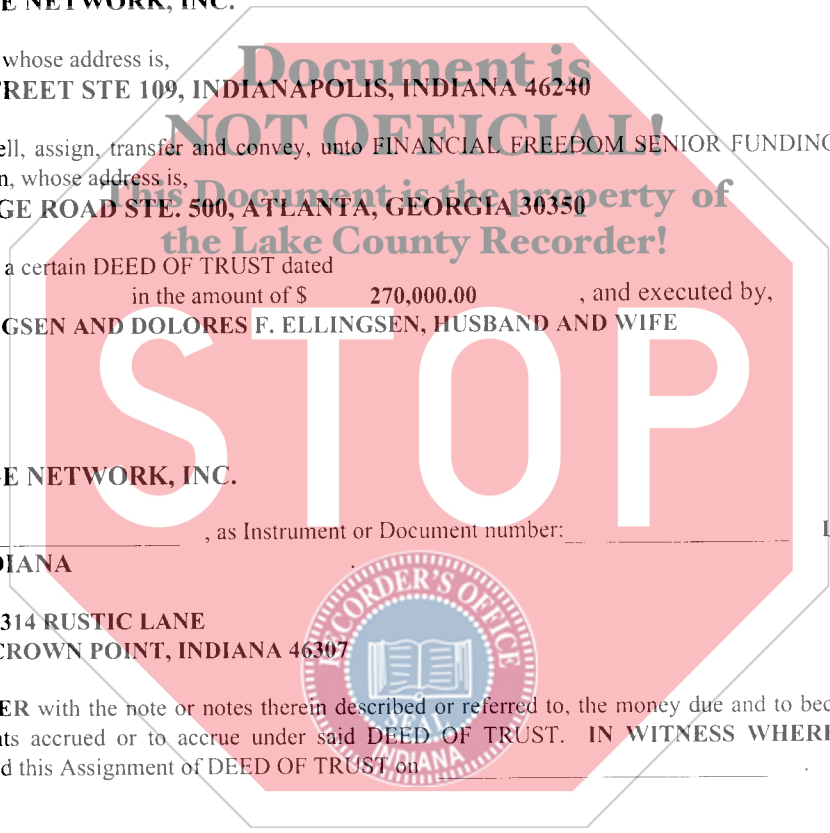 E NETWORK, INC.
whose address is,
Document is
REET STE 109, INDIANAPOLIS, INDIANA 46240
NOT OFFICIAL!
ell, assign, transfer and convey, unto FINANCIAL FREEDOM SENIOR FUNDING
n, whose address is,
This Document is the property of
GE ROAD STE. 500, ATLANTA, GEORGIA 30350
the Lake County Recorder!
a certain DEED OF TRUST dated
in the amount of $ 270,000.00 , and executed by,
GSEN AND DOLORES F. ELLINGSEN, HUSBAND AND WIFE
STOP
E NETWORK, INC.
, as Instrument or Document number:
DIANA
RECORDER'S OFFICE
314 RUSTIC LANE
CROWN POINT, INDIANA 46307
ER with the note or notes therein described or referred to, the money due and to bec
SEAL
ts accrued or to accrue under said DEED OF TRUST. IN WITNESS WHERE
INDIANA
d this Assignment of DEED OF TRUST on